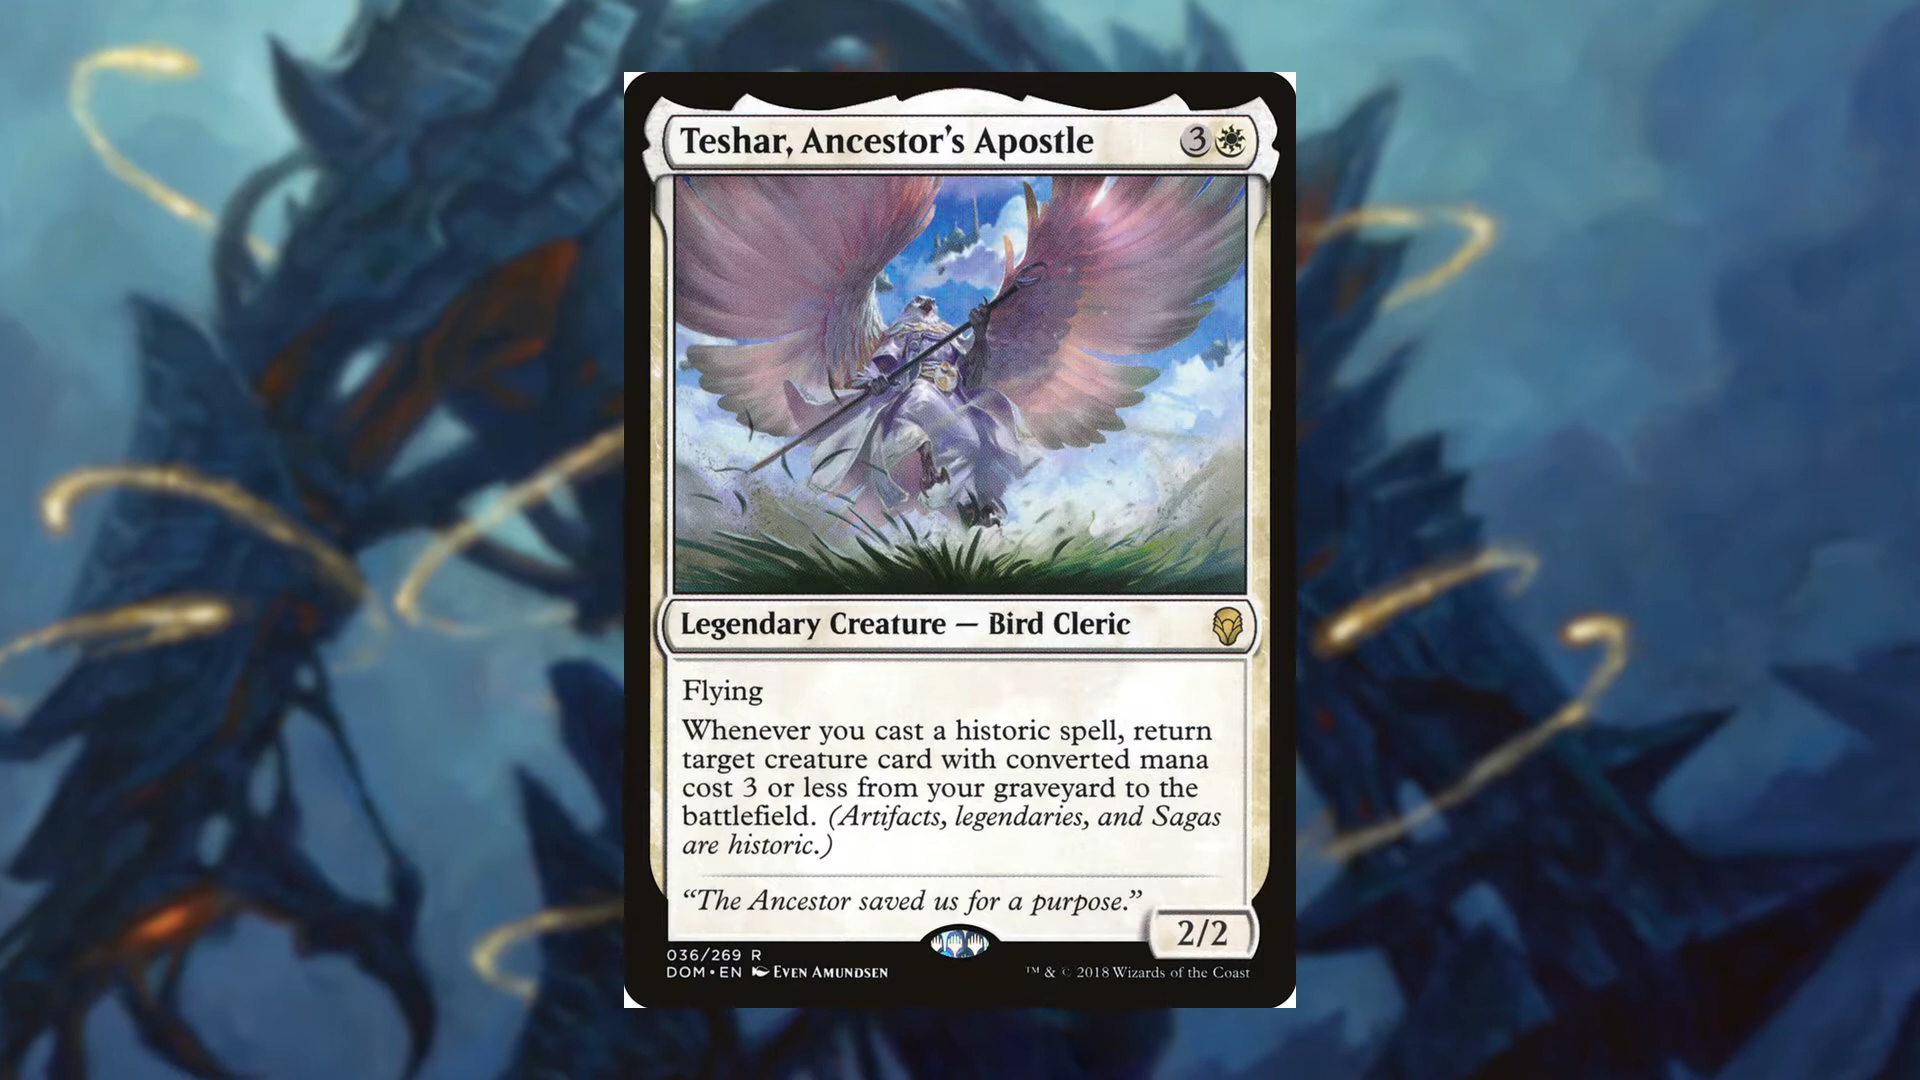 Teshar, Ancestor's Apostle 3
Legendary Creature — Bird Cleric
Flying
Whenever you cast a historic spell, return
target creature card with converted mana
cost 3 or less from your graveyard to the
battlefield. (Artifacts, legendaries, and Sagas
are historic.)
“The Ancestor saved us for a purpose.”
2/2
036/269 R
DOM • EN Even Amundsen
™ & © 2018 Wizards of the Coast